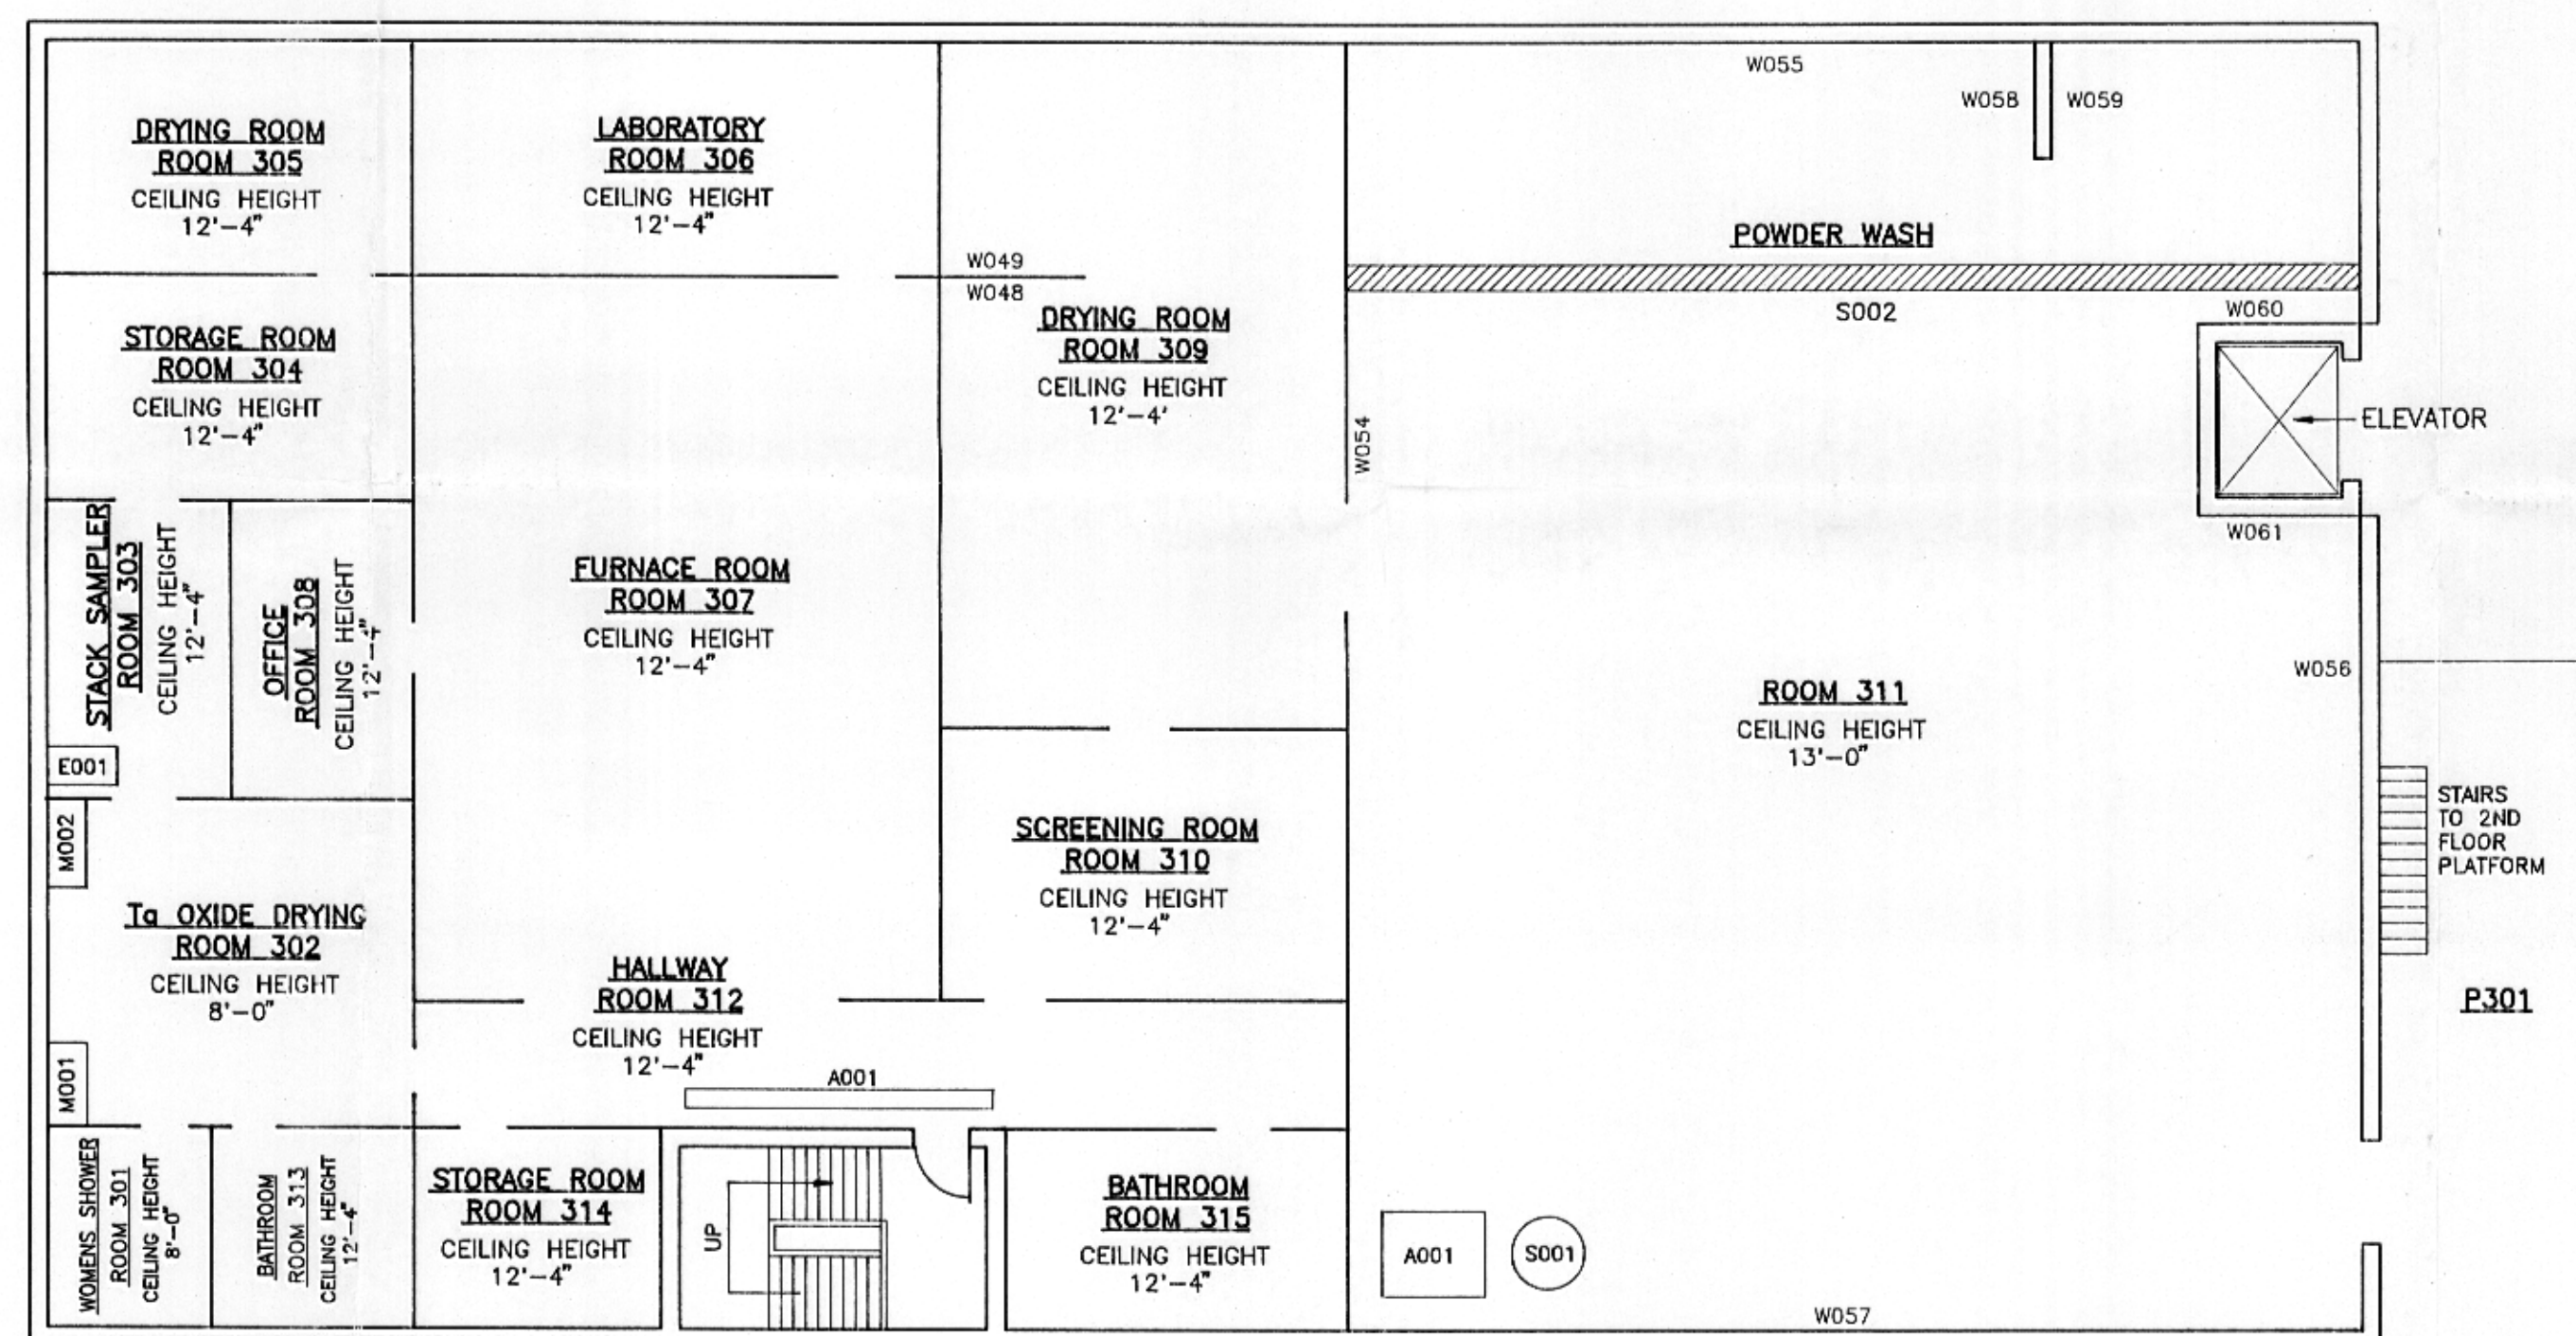 DRYING ROOM
ROOM 305
CEILING HEIGHT
12'-4"
LABORATORY
ROOM 306
CEILING HEIGHT
12'-4"
W049
W048
DRYING ROOM
ROOM 309
CEILING HEIGHT
12'-4'
W055
W058
W059
POWDER WASH
S002
W060
ELEVATOR
W061
W054
STORAGE ROOM
ROOM 304
CEILING HEIGHT
12'-4"
STACK SAMPLER
ROOM 303
CEILING HEIGHT
12'-4"
OFFICE
ROOM 308
CEILING HEIGHT
12'-4"
FURNACE ROOM
ROOM 307
CEILING HEIGHT
12'-4"
ROOM 311
CEILING HEIGHT
13'-0"
W056
E001
M002
SCREENING ROOM
ROOM 310
CEILING HEIGHT
12'-4"
STAIRS
TO 2ND
FLOOR
PLATFORM
P301
Ta OXIDE DRYING
ROOM 302
CEILING HEIGHT
8'-0"
HALLWAY
ROOM 312
CEILING HEIGHT
12'-4"
A001
M001
WOMENS SHOWER
ROOM 301
CEILING HEIGHT
8'-0"
BATHROOM
ROOM 313
CEILING HEIGHT
12'-4"
STORAGE ROOM
ROOM 314
CEILING HEIGHT
12'-4"
UP
BATHROOM
ROOM 315
CEILING HEIGHT
12'-4"
A001
S001
W057